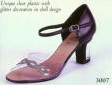 Unique clear plastic with
glitter decoration in shell design
3007